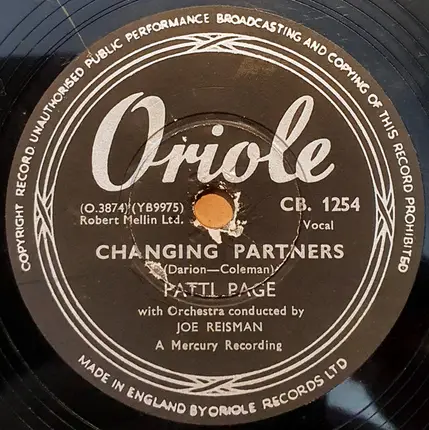 COPYRIGHT RECORD UNAUTHORISED PUBLIC PERFORMANCE BROADCASTING AND COPYING OF THIS RECORD PROHIBITED
Oriole
(O.3874) (YB9975)
CB. 1254
Robert Mellin Ltd.
Vocal
CHANGING PARTNERS
(Darion—Coleman)
PATTI PAGE
with Orchestra conducted by
JOE REISMAN
A Mercury Recording
MADE IN ENGLAND BY ORIOLE RECORDS LTD